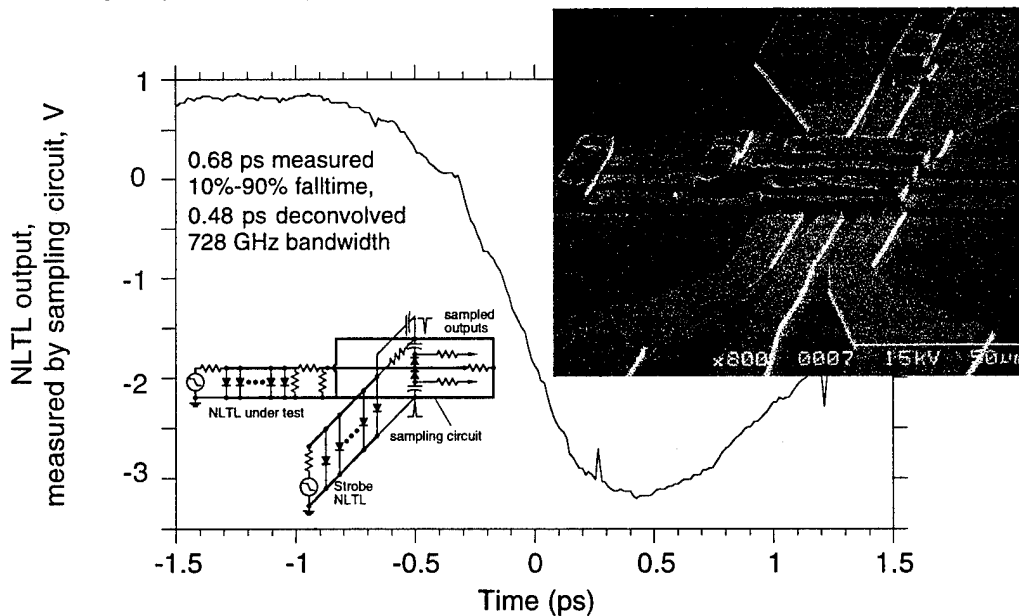 NLTL output,
measured by sampling circuit, V
1
0
-1
-2
-3
0.68 ps measured
10%-90% falltime,
0.48 ps deconvolved
728 GHz bandwidth
sampled
outputs
NLTL under test
sampling circuit
Strobe
NLTL
x800 0007 15kV 50µm
-1.5 -1 -0.5 0 0.5 1 1.5
Time (ps)